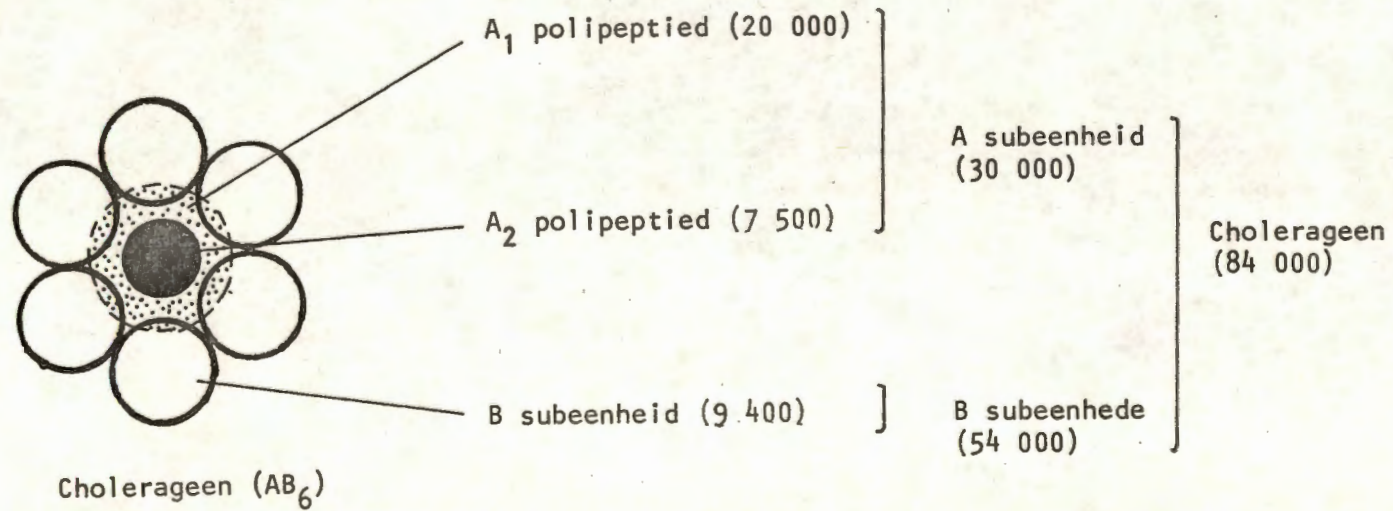 A₁ polipeptied (20 000)
A subeenheid
(30 000)
A₂ polipeptied (7 500)
Cholerageen
(84 000)
B subeenheid (9 400)
B subeenhede
(54 000)
Cholerageen (AB₆)